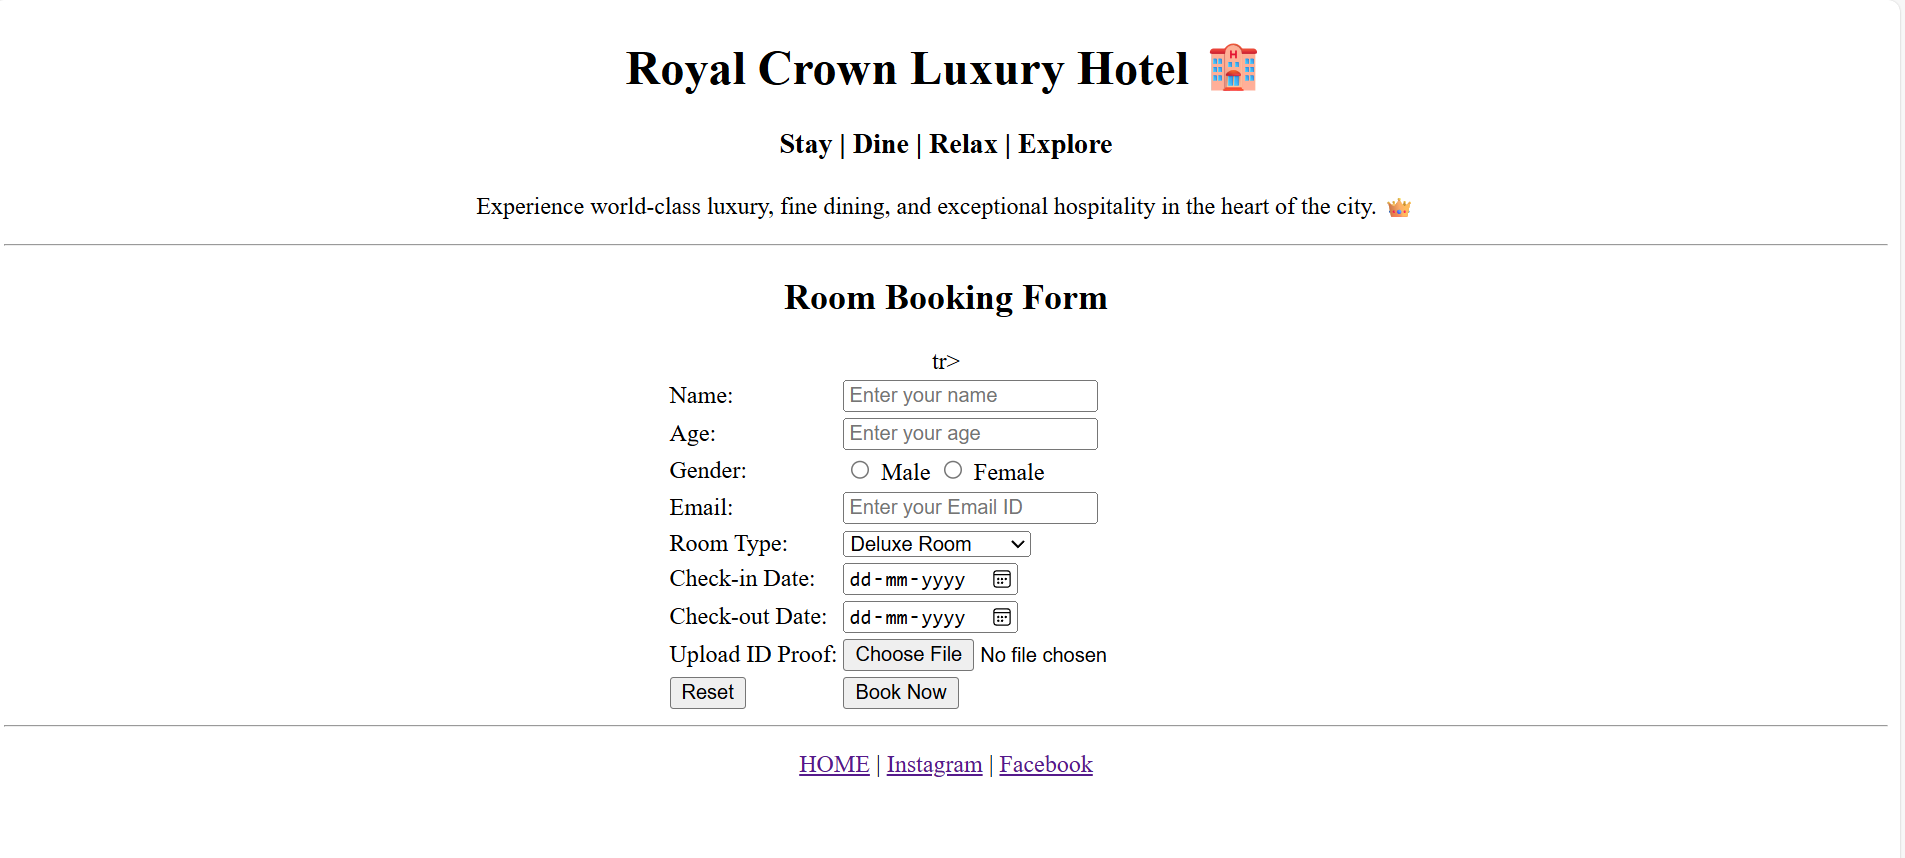 Royal Crown Luxury Hotel 🏨
Stay | Dine | Relax | Explore
Experience world-class luxury, fine dining, and exceptional hospitality in the heart of the city. 👑
Room Booking Form
tr>
Name: Enter your name
Age: Enter your age
Gender: Male Female
Email: Enter your Email ID
Room Type: Deluxe Room
Check-in Date: dd-mm-yyyy
Check-out Date: dd-mm-yyyy
Upload ID Proof: Choose File No file chosen
Reset Book Now
HOME | Instagram | Facebook